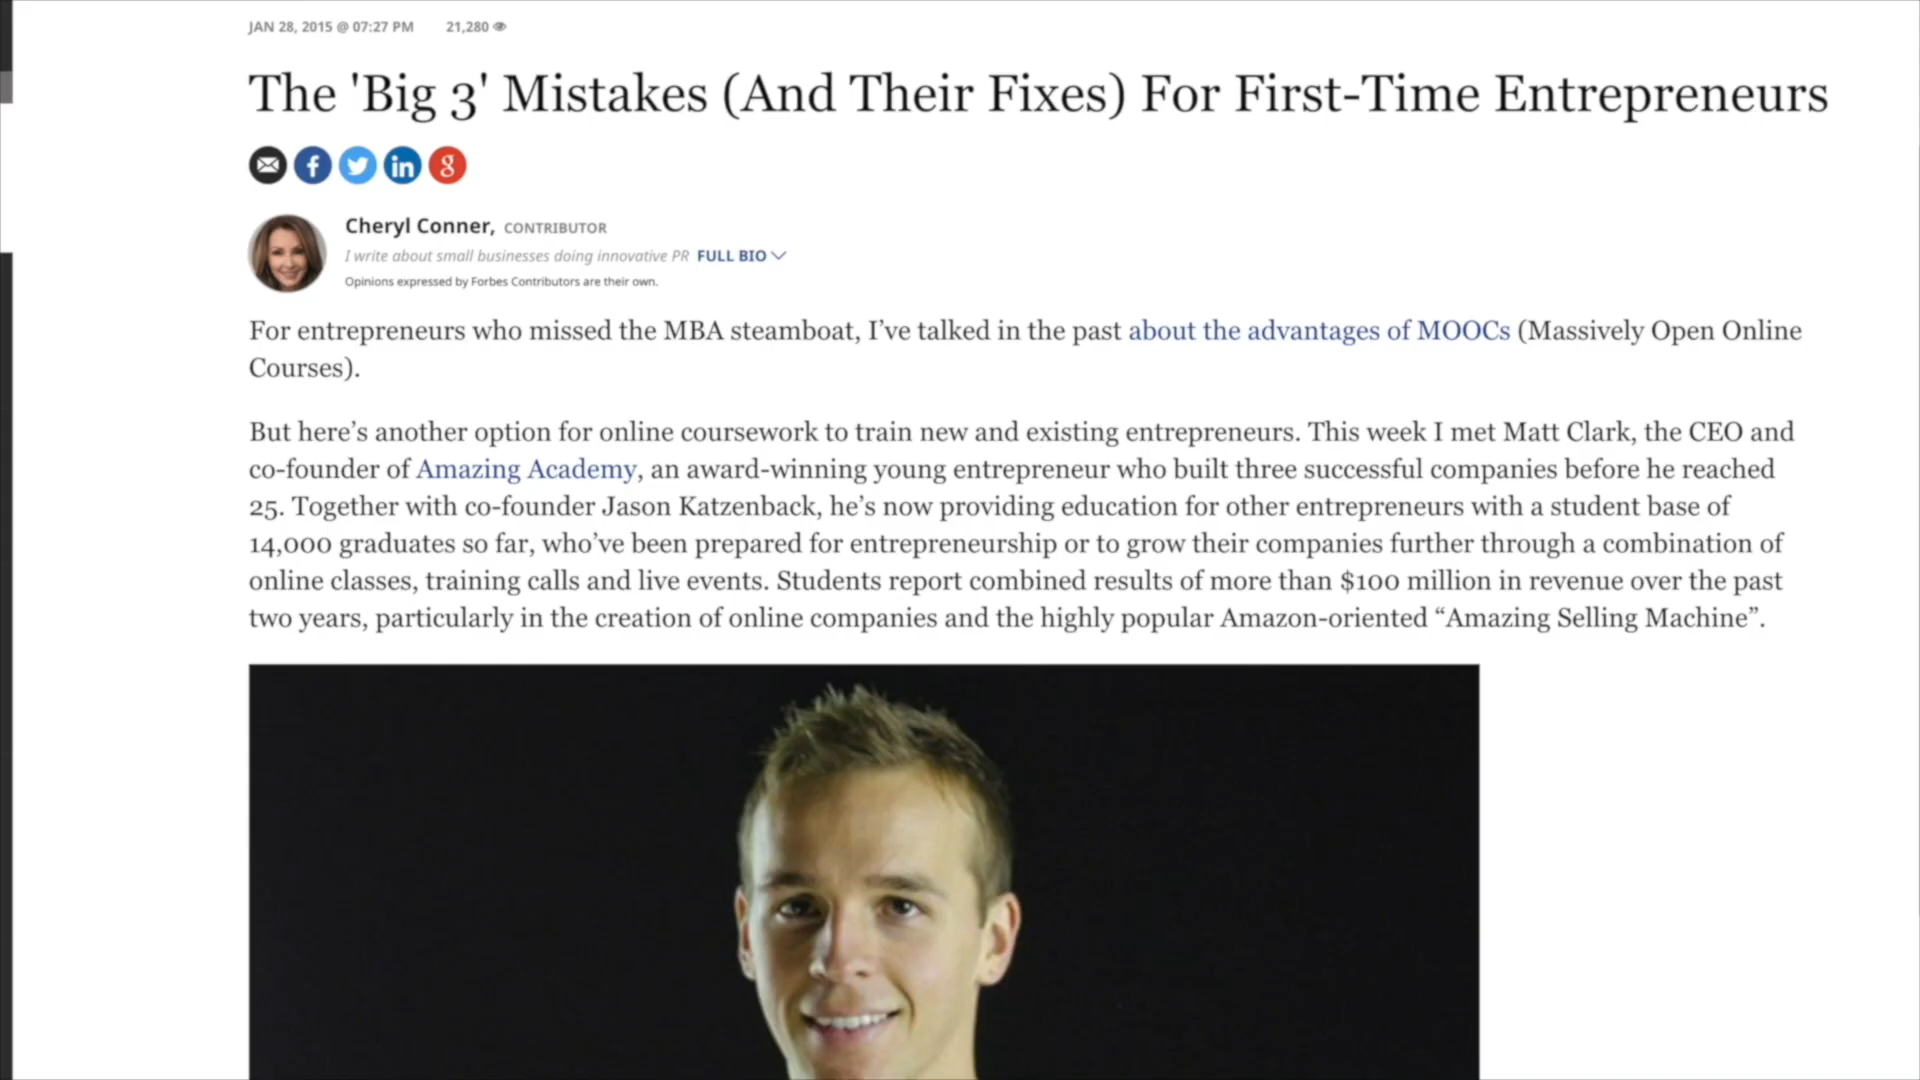 JAN 28, 2015 @ 07:27 PM 21,280
The 'Big 3' Mistakes (And Their Fixes) For First-Time Entrepreneurs
f in g
Cheryl Conner, CONTRIBUTOR
I write about small businesses doing innovative PR FULL BIO
Opinions expressed by Forbes Contributors are their own.
For entrepreneurs who missed the MBA steamboat, I’ve talked in the past about the advantages of MOOCs (Massively Open Online
Courses).
But here’s another option for online coursework to train new and existing entrepreneurs. This week I met Matt Clark, the CEO and
co-founder of Amazing Academy, an award-winning young entrepreneur who built three successful companies before he reached
25. Together with co-founder Jason Katzenback, he’s now providing education for other entrepreneurs with a student base of
14,000 graduates so far, who’ve been prepared for entrepreneurship or to grow their companies further through a combination of
online classes, training calls and live events. Students report combined results of more than $100 million in revenue over the past
two years, particularly in the creation of online companies and the highly popular Amazon-oriented “Amazing Selling Machine”.